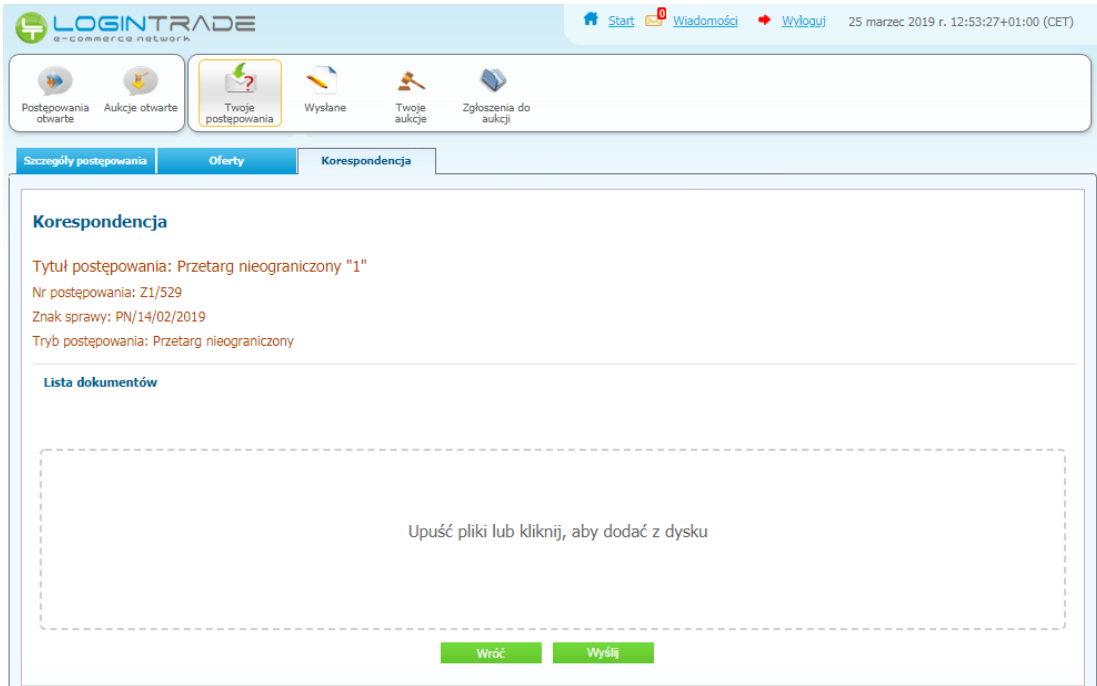 LOGINTRADE
e-commerce network
Start 0 Wiadomości Wyloguj 25 marzec 2019 r. 12:53:27+01:00 (CET)
Postępowania otwarte
Aukcje otwarte
Twoje postępowania
Wysłane
Twoje aukcje
Zgłoszenia do aukcji
Szczegóły postępowania Oferty Korespondencja
Korespondencja
Tytuł postępowania: Przetarg nieograniczony "1"
Nr postępowania: Z1/529
Znak sprawy: PN/14/02/2019
Tryb postępowania: Przetarg nieograniczony
Lista dokumentów
Upuść pliki lub kliknij, aby dodać z dysku
Wróć Wyślij